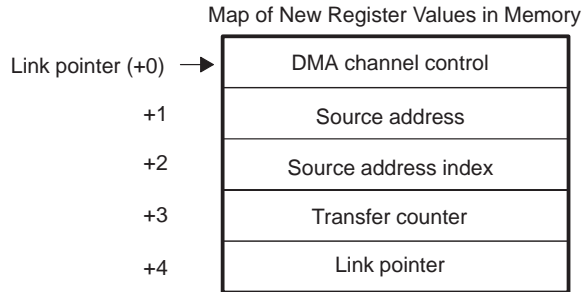 Map of New Register Values in Memory
Link pointer (+0) DMA channel control
+1 Source address
+2 Source address index
+3 Transfer counter
+4 Link pointer